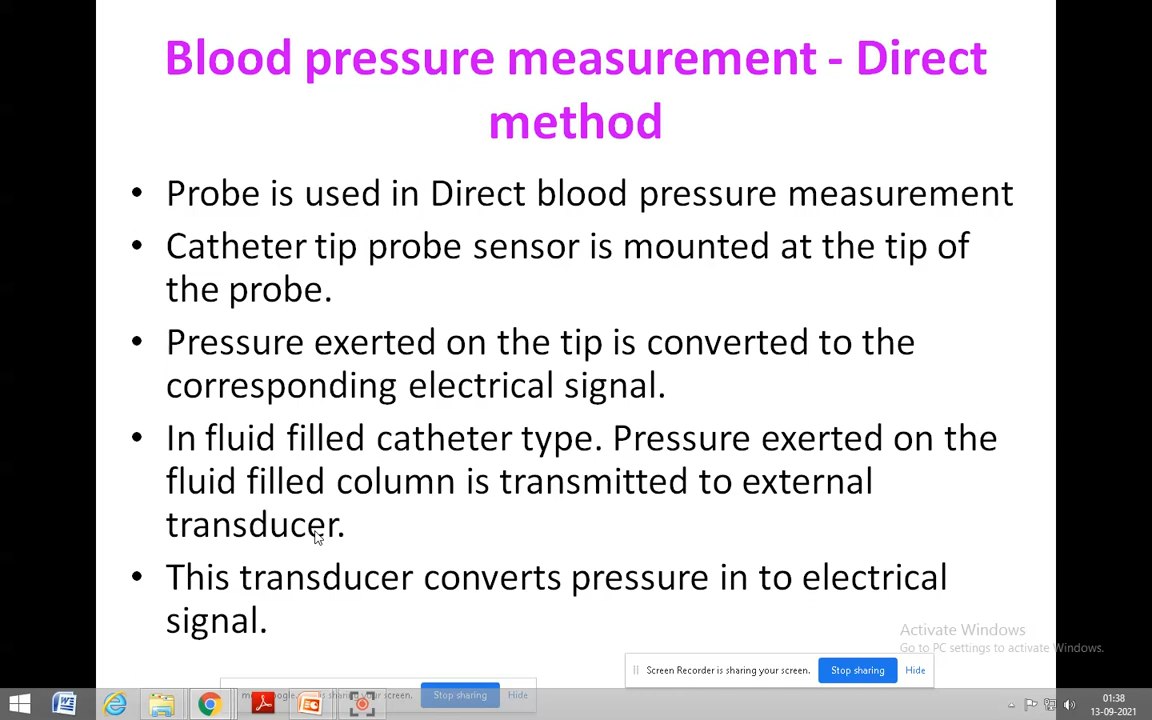 Blood pressure measurement - Direct
method
• Probe is used in Direct blood pressure measurement
• Catheter tip probe sensor is mounted at the tip of
the probe.
• Pressure exerted on the tip is converted to the
corresponding electrical signal.
• In fluid filled catheter type. Pressure exerted on the
fluid filled column is transmitted to external
transducer.
• This transducer converts pressure in to electrical
signal.
Activate Windows
Go to PC settings to activate Windows.
Screen Recorder is sharing your screen. Stop sharing Hide
sharing your screen. Stop sharing Hide
01:38
13-09-2021